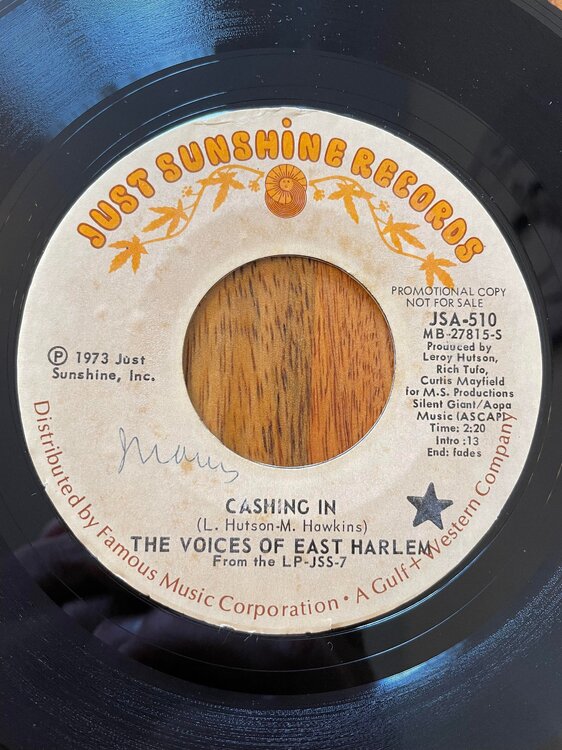 JUST SUNSHINE RECORDS
PROMOTIONAL COPY
NOT FOR SALE
JSA-510
MB-27815-S
Produced by
Leroy Hutson,
Rich Tufo,
Curtis Mayfield
for M.S. Productions
Silent Giant/Aopa
Music (ASCAP)
Time: 2:20
Intro :13
End: fades
Ⓟ 1973 Just
Sunshine, Inc.
CASHING IN
(L. Hutson-M. Hawkins)
THE VOICES OF EAST HARLEM
From the LP-JSS-7
Distributed by Famous Music Corporation • A Gulf+Western Company